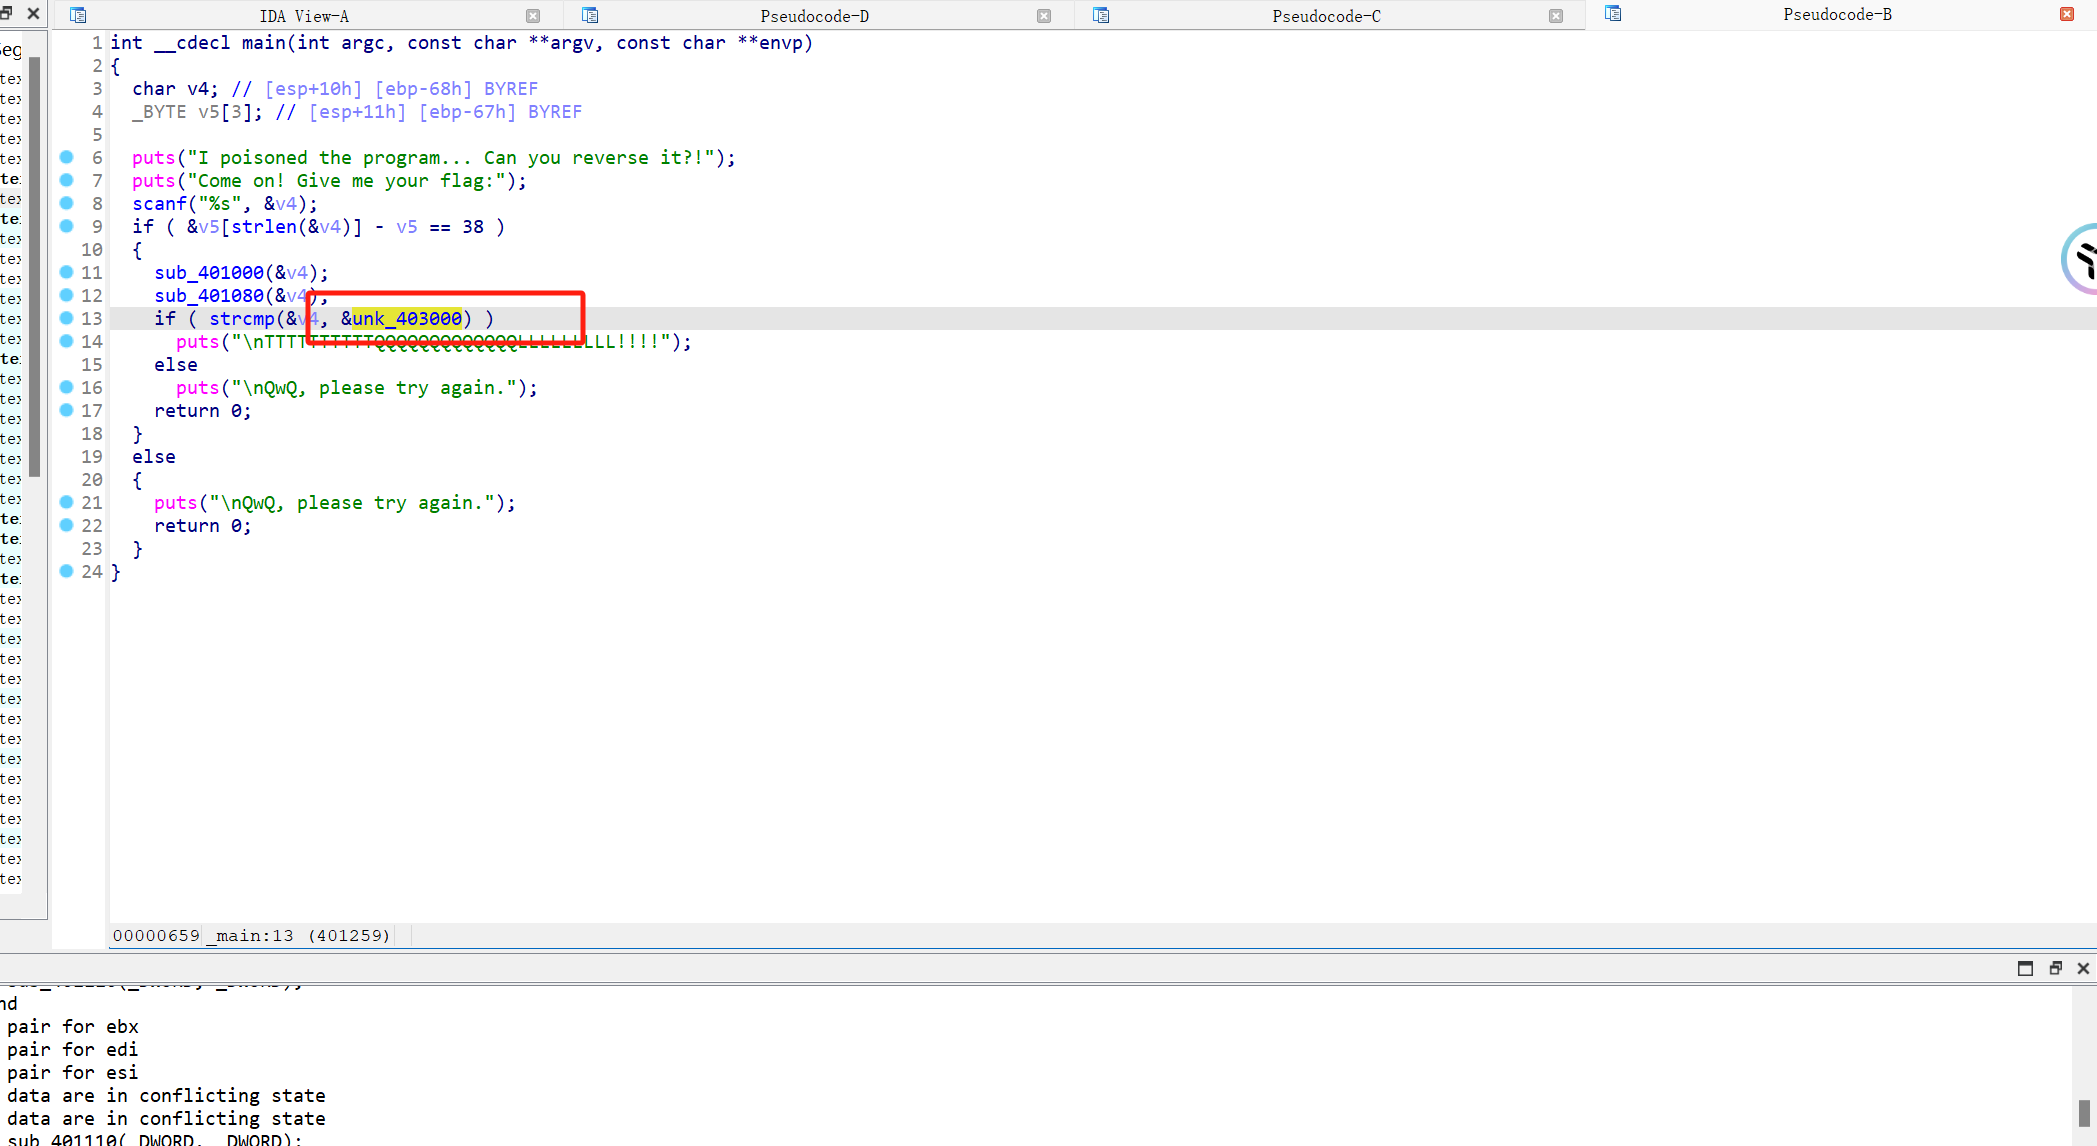 IDA View-A
Pseudocode-D
Pseudocode-C
Pseudocode-B
1 int __cdecl main(int argc, const char **argv, const char **envp)
2 {
3 char v4; // [esp+10h] [ebp-68h] BYREF
4 _BYTE v5[3]; // [esp+11h] [ebp-67h] BYREF
5
6 puts("I poisoned the program... Can you reverse it?!");
7 puts("Come on! Give me your flag:");
8 scanf("%s", &v4);
9 if ( &v5[strlen(&v4)] - v5 == 38 )
10 {
11 sub_401000(&v4);
12 sub_401080(&v4);
13 if ( strcmp(&v4, &unk_403000) )
14 puts("\nTTTTTTTTTTQQQQQQQQQQQQQLLLLLLLLL!!!!");
15 else
16 puts("\nQwQ, please try again.");
17 return 0;
18 }
19 else
20 {
21 puts("\nQwQ, please try again.");
22 return 0;
23 }
24 }
00000659 _main:13 (401259)
pair for ebx
pair for edi
pair for esi
data are in conflicting state
data are in conflicting state
sub_401110(_DWORD, _DWORD);